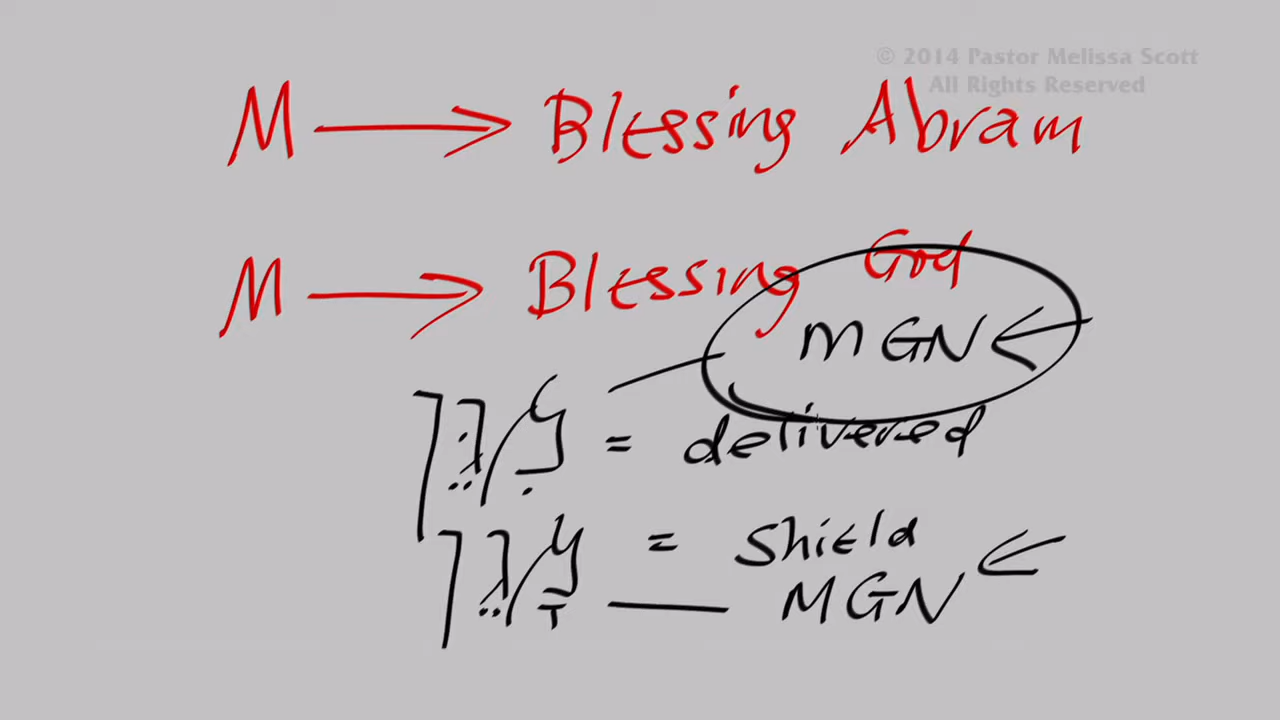 © 2014 Pastor Melissa Scott
All Rights Reserved
M → Blessing Abram
M → Blessing God
MGN ←
מִגֵּן = delivered
מָגֵן = Shield ←
— MGN